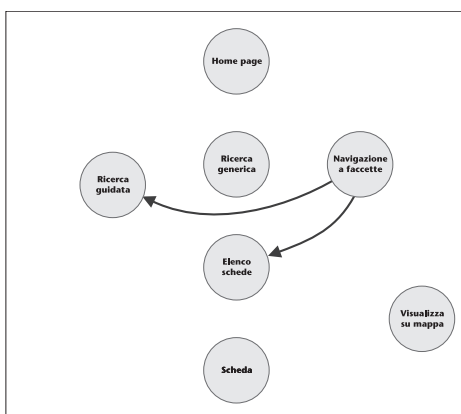 Home page
Ricerca
generica
Navigazione
a faccette
Ricerca
guidata
Elenco
schede
Visualizza
su mappa
Scheda